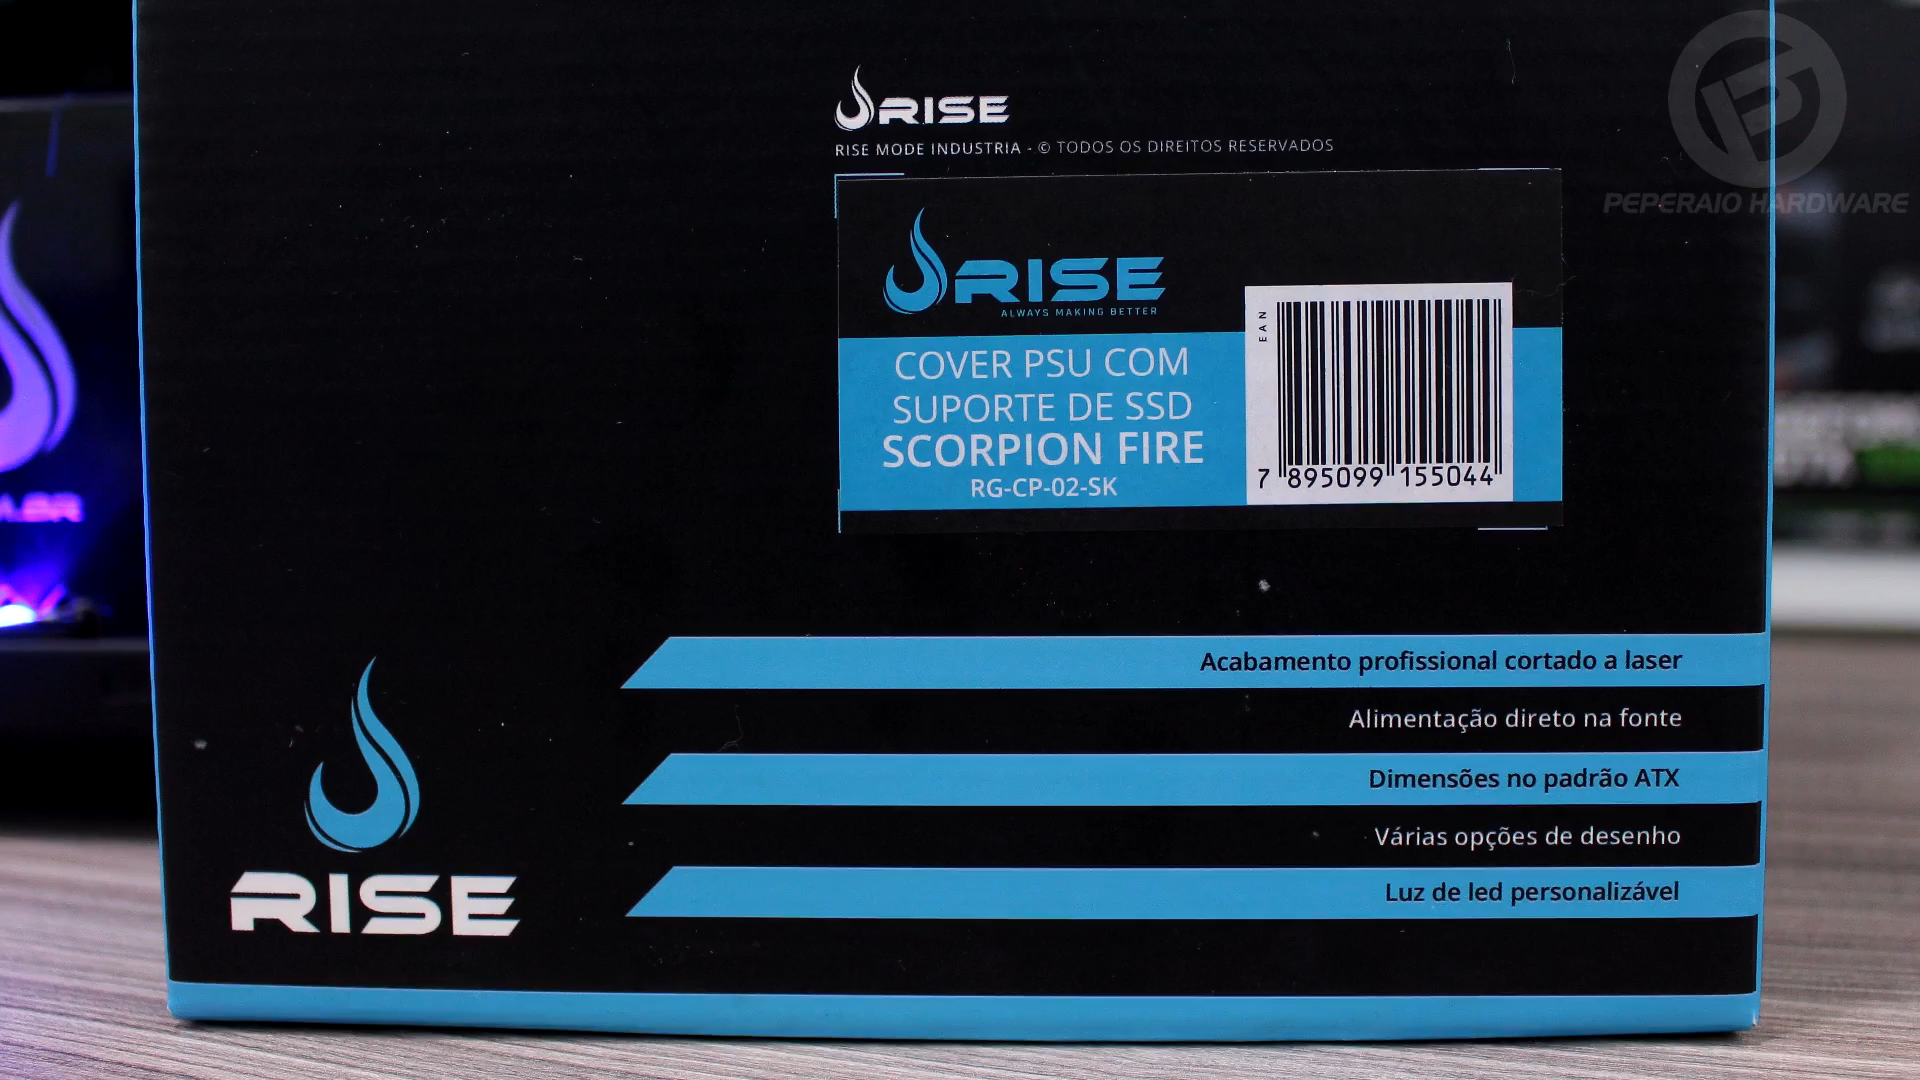 RISE
RISE MODE INDUSTRIA - © TODOS OS DIREITOS RESERVADOS
PEPERAIO HARDWARE
RISE
ALWAYS MAKING BETTER
COVER PSU COM
SUPORTE DE SSD
SCORPION FIRE
RG-CP-02-SK
EAN
7 895099 155044
Acabamento profissional cortado a laser
Alimentação direto na fonte
Dimensões no padrão ATX
Várias opções de desenho
Luz de led personalizável
RISE